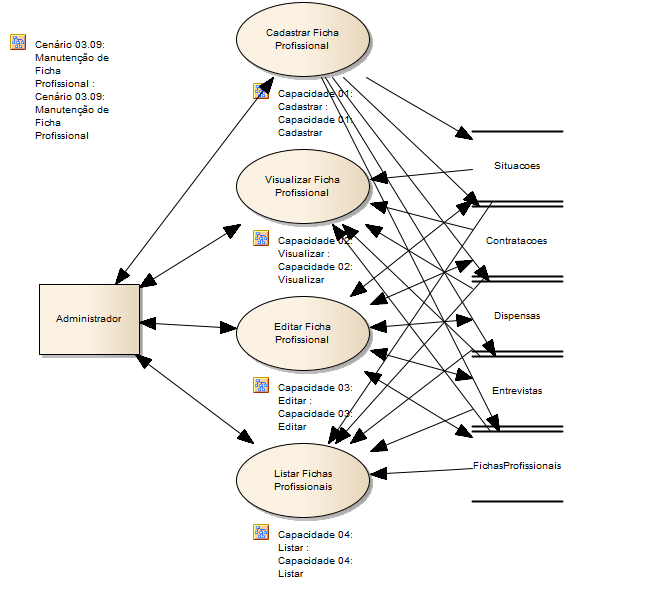 Cadastrar Ficha
Profissional
Cenário 03.09:
Manutenção de
Ficha
Profissional :
Cenário 03.09:
Manutenção de
Ficha
Profissional
Capacidade 01:
Cadastrar :
Capacidade 01:
Cadastrar
Situacoes
Visualizar Ficha
Profissional
Contratacoes
Capacidade 02:
Visualizar :
Capacidade 02:
Visualizar
Administrador
Dispensas
Editar Ficha
Profissional
Entrevistas
Capacidade 03:
Editar :
Capacidade 03:
Editar
FichasProfissionais
Listar Fichas
Profissionais
Capacidade 04:
Listar :
Capacidade 04:
Listar